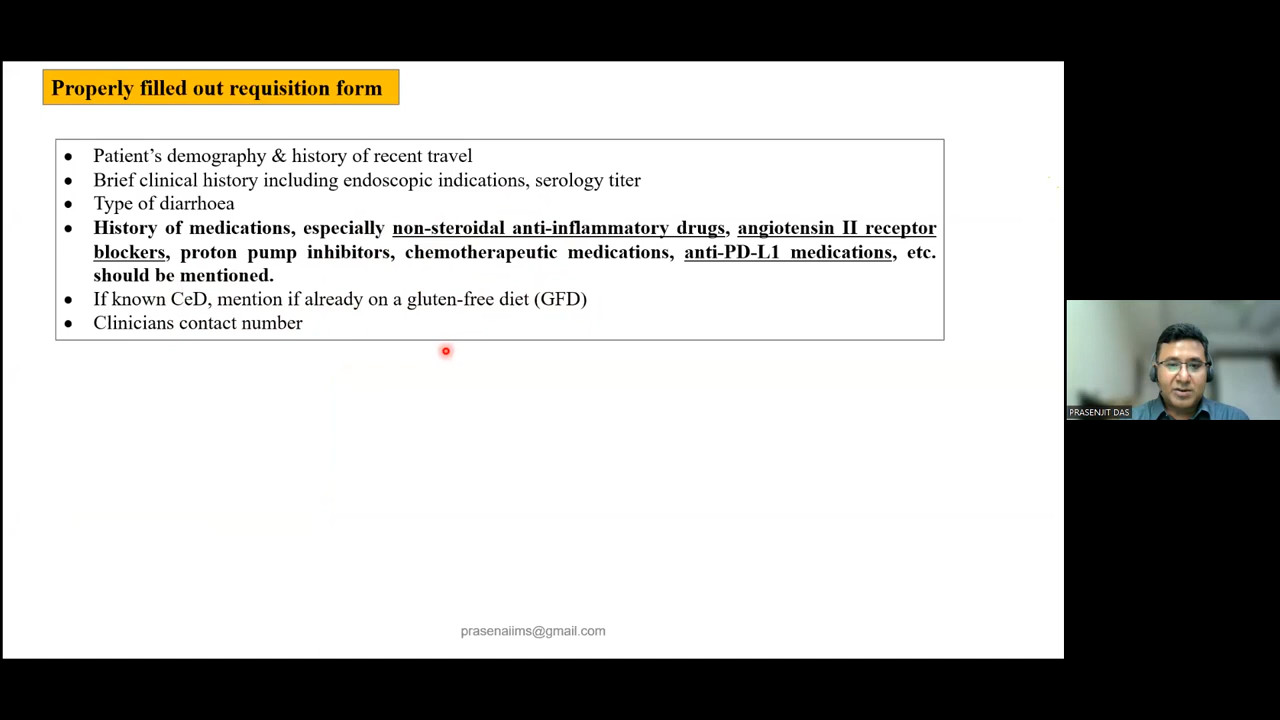 Properly filled out requisition form
• Patient’s demography & history of recent travel
• Brief clinical history including endoscopic indications, serology titer
• Type of diarrhoea
• History of medications, especially non-steroidal anti-inflammatory drugs, angiotensin II receptor
blockers, proton pump inhibitors, chemotherapeutic medications, anti-PD-L1 medications, etc.
should be mentioned.
• If known CeD, mention if already on a gluten-free diet (GFD)
• Clinicians contact number
PRASENJIT DAS
prasenaiims@gmail.com